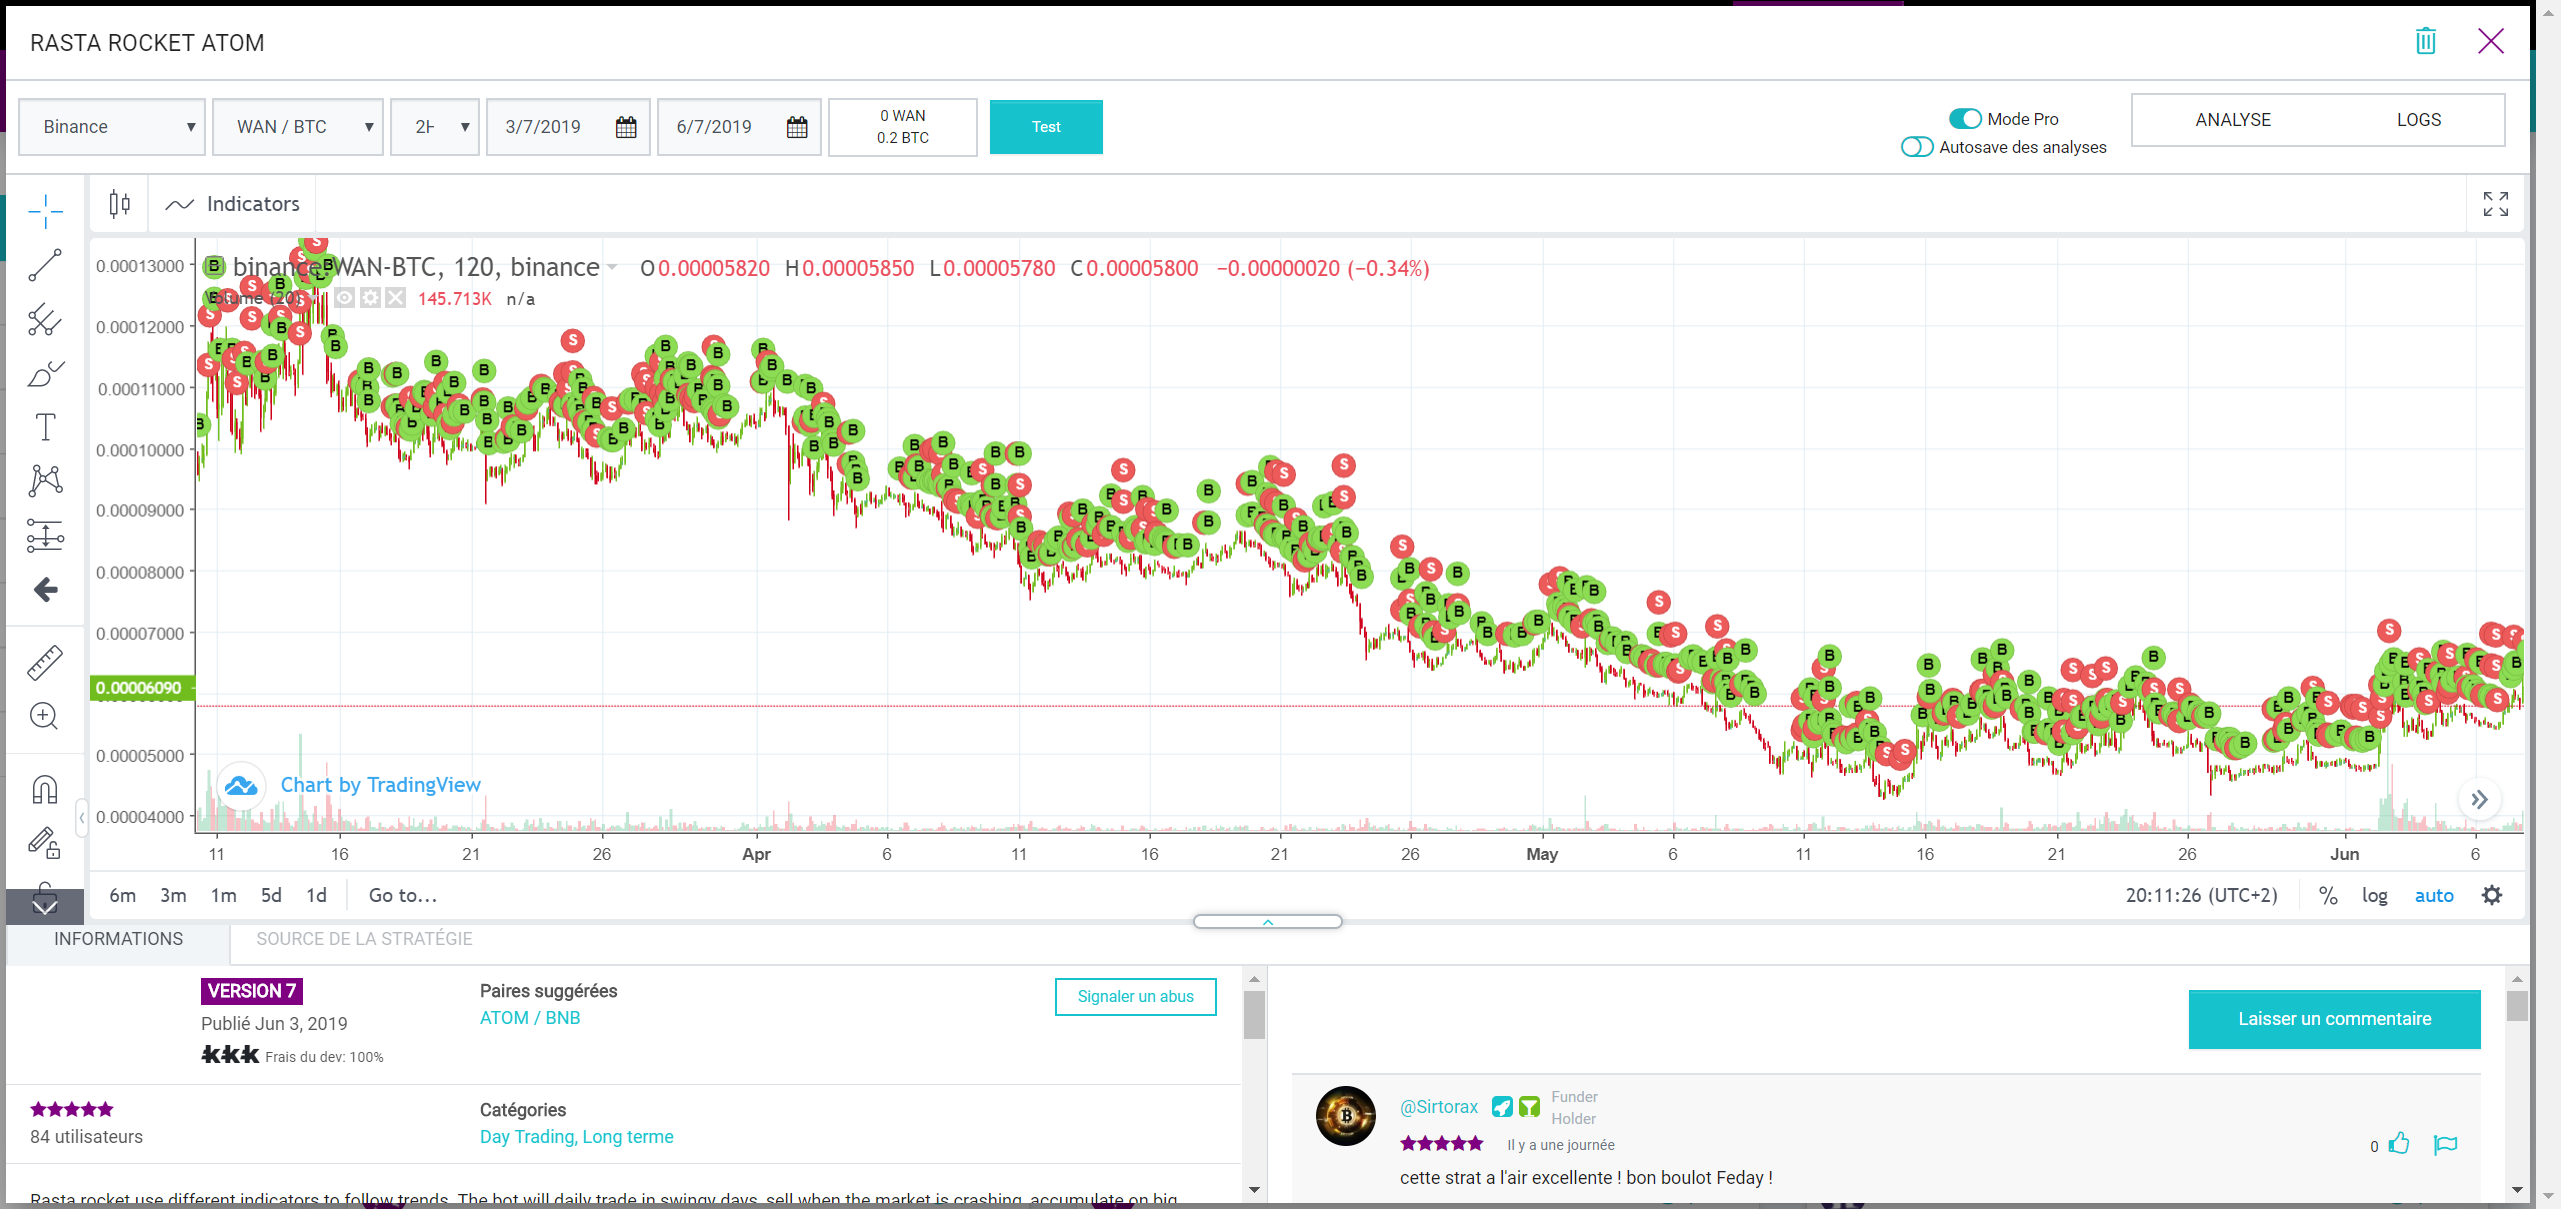 RASTA ROCKET ATOM
Binance
WAN / BTC
2H
3/7/2019
6/7/2019
0 WAN
0.2 BTC
Test
Mode Pro
Autosave des analyses
ANALYSE
LOGS
Indicators
binance:WAN-BTC, 120, binance
O0.00005820 H0.00005850 L0.00005780 C0.00005800 −0.00000020 (−0.34%)
Volume (20)
145.713K n/a
0.00013000
0.00012000
0.00011000
0.00010000
0.00009000
0.00008000
0.00007000
0.00006090
0.00005000
0.00004000
Chart by TradingView
11 16 21 26 Apr 6 11 16 21 26 May 6 11 16 21 26 Jun 6
6m 3m 1m 5d 1d Go to...
20:11:26 (UTC+2) % log auto
INFORMATIONS
SOURCE DE LA STRATÉGIE
VERSION 7
Publié Jun 3, 2019
Frais du dev: 100%
Paires suggérées
ATOM / BNB
Signaler un abus
84 utilisateurs
Catégories
Day Trading, Long terme
Rasta rocket use different indicators to follow trends. The bot will daily trade in swingy days, sell when the market is crashing, accumulate on big
Laisser un commentaire
@Sirtorax
Funder
Holder
Il y a une journée
0
cette strat a l'air excellente ! bon boulot Feday !